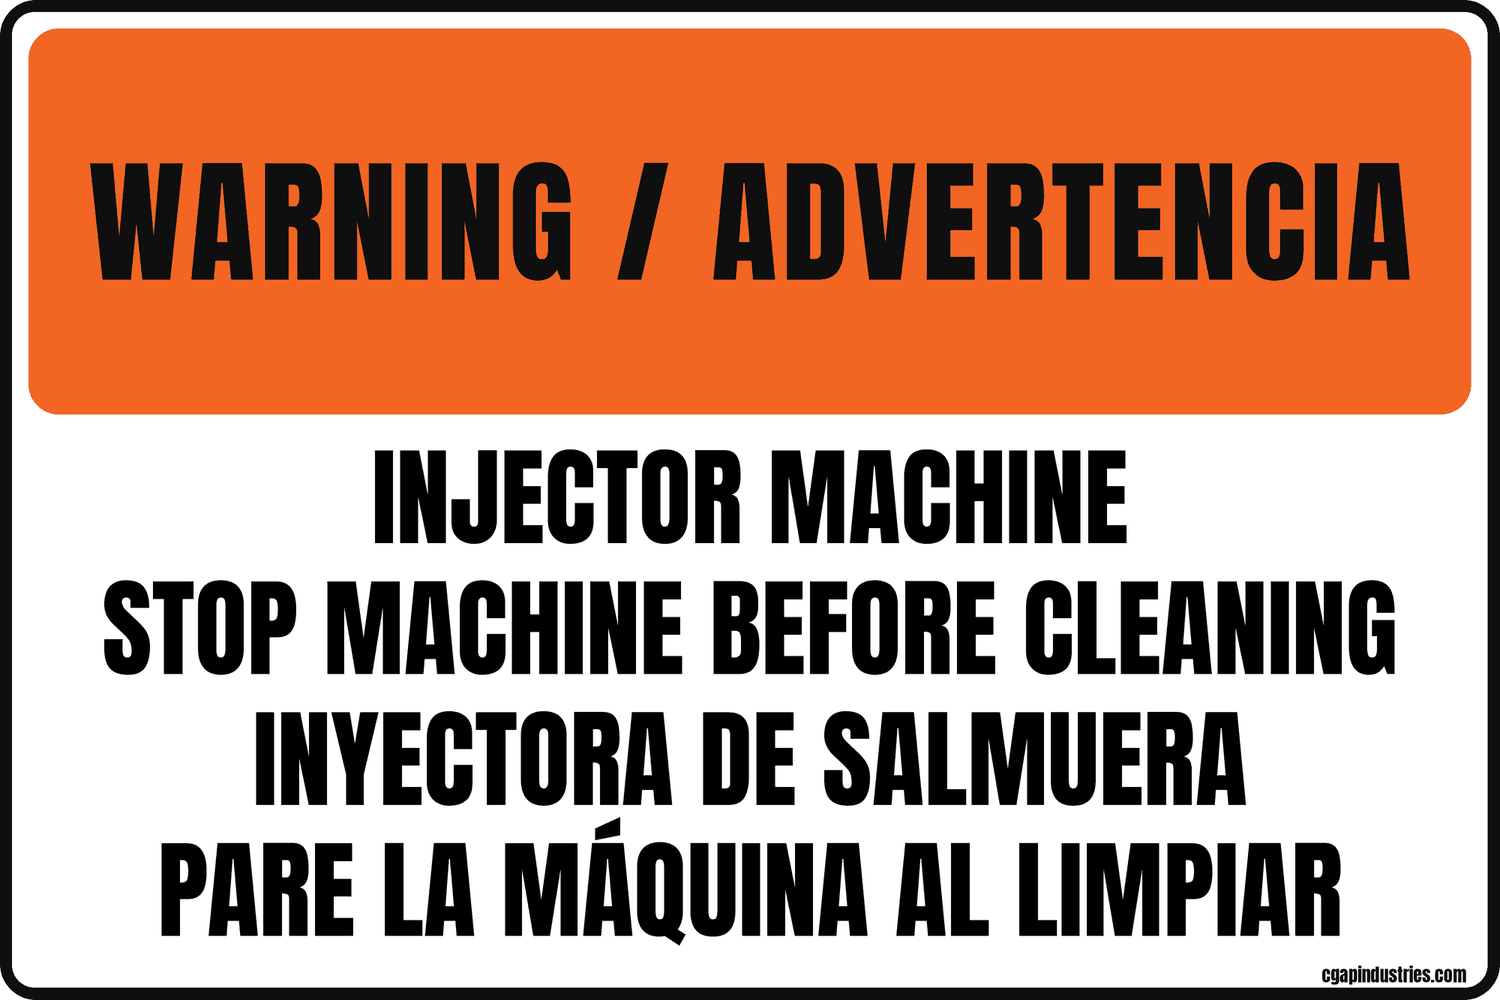 WARNING / ADVERTENCIA
INJECTOR MACHINE
STOP MACHINE BEFORE CLEANING
INYECTORA DE SALMUERA
PARE LA MÁQUINA AL LIMPIAR
cgapindustries.com